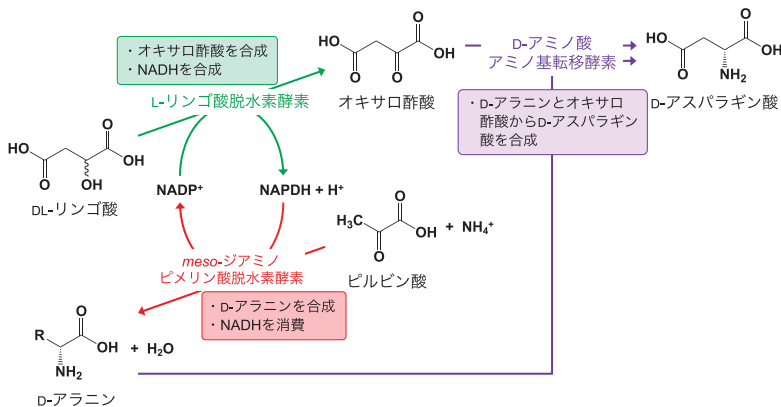 ・オキサロ酢酸を合成
・NADHを合成
L-リンゴ酸脱水素酵素
HO
O
O
OH
オキサロ酢酸
D-アミノ酸
アミノ基転移酵素
HO
O
O
OH
NH₂
D-アスパラギン酸
・D-アラニンとオキサロ
酢酸からD-アスパラギン
酸を合成
HO
O
O
OH
OH
DL-リンゴ酸
NADP⁺
NAPDH + H⁺
H₃C
O
O
OH
+ NH₄⁺
ピルビン酸
meso-ジアミノ
ピメリン酸脱水素酵素
・D-アラニンを合成
・NADHを消費
R
O
OH
NH₂
+ H₂O
D-アラニン